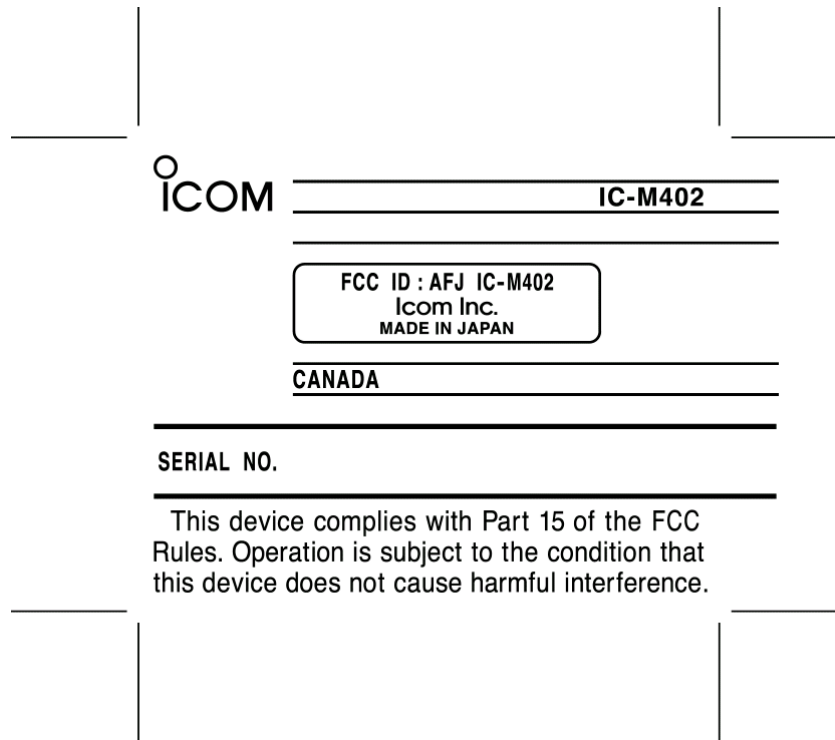 ICOM
IC-M402
FCC ID : AFJ IC-M402
Icom Inc.
MADE IN JAPAN
CANADA
SERIAL NO.
This device complies with Part 15 of the FCC
Rules. Operation is subject to the condition that
this device does not cause harmful interference.